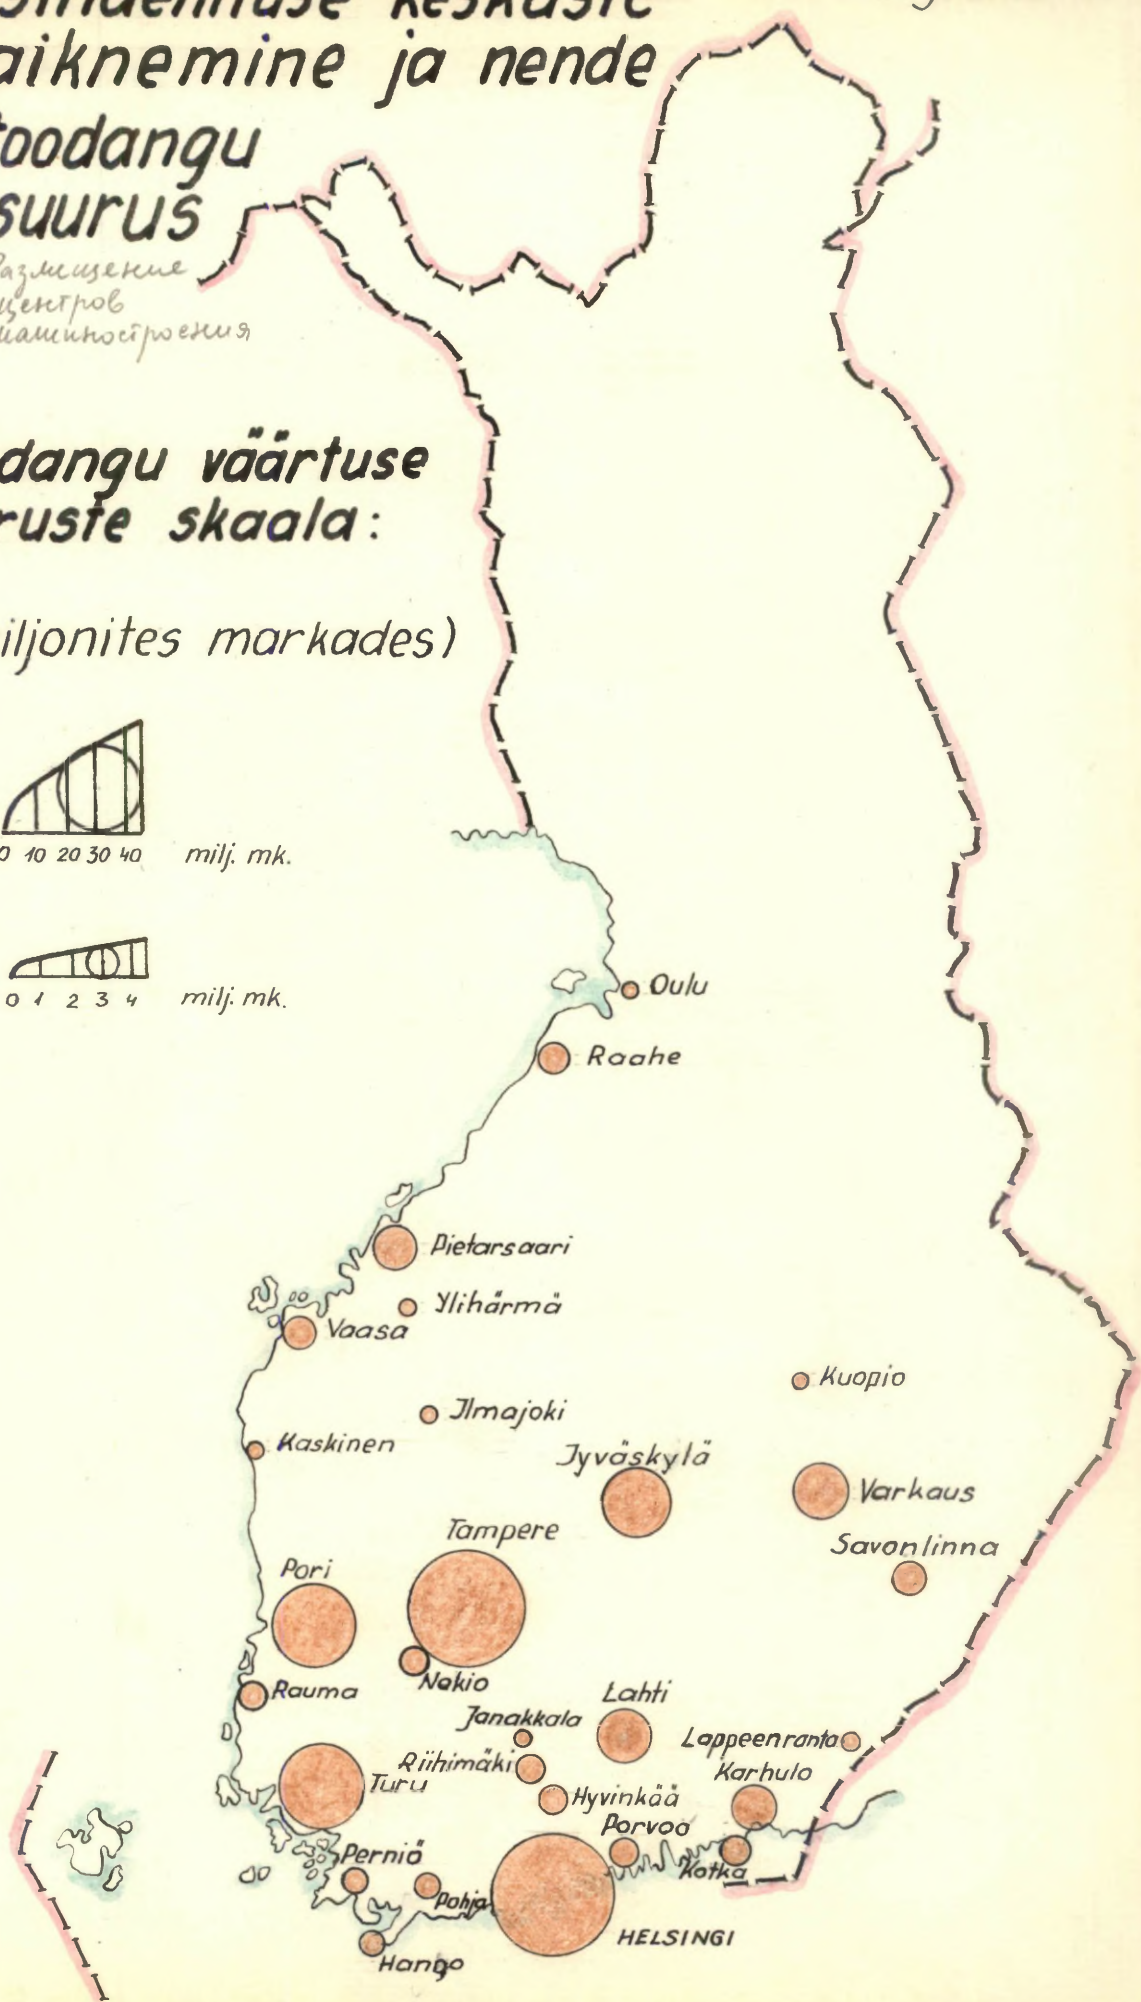 aiknemine ja nende
toodangu
suurus
Размищение
центров
машиностроения
dangu väärtuse
ruste skaala:
iljonites markades)
0 10 20 30 40 milj. mk.
0 1 2 3 4 milj. mk.
Oulu
Raahe
Pietarsaari
Ylihärmä
Vaasa
Kuopio
Ilmajoki
Kaskinen
Jyväskylä
Varkaus
Tampere
Savonlinna
Pori
Nokio
Rauma
Lahti
Janakkala
Lappeenranta
Riihimäki
Karhulo
Turu
Hyvinkää
Porvoo
Perniö
Kotka
Pohja
HELSINGI
Hango